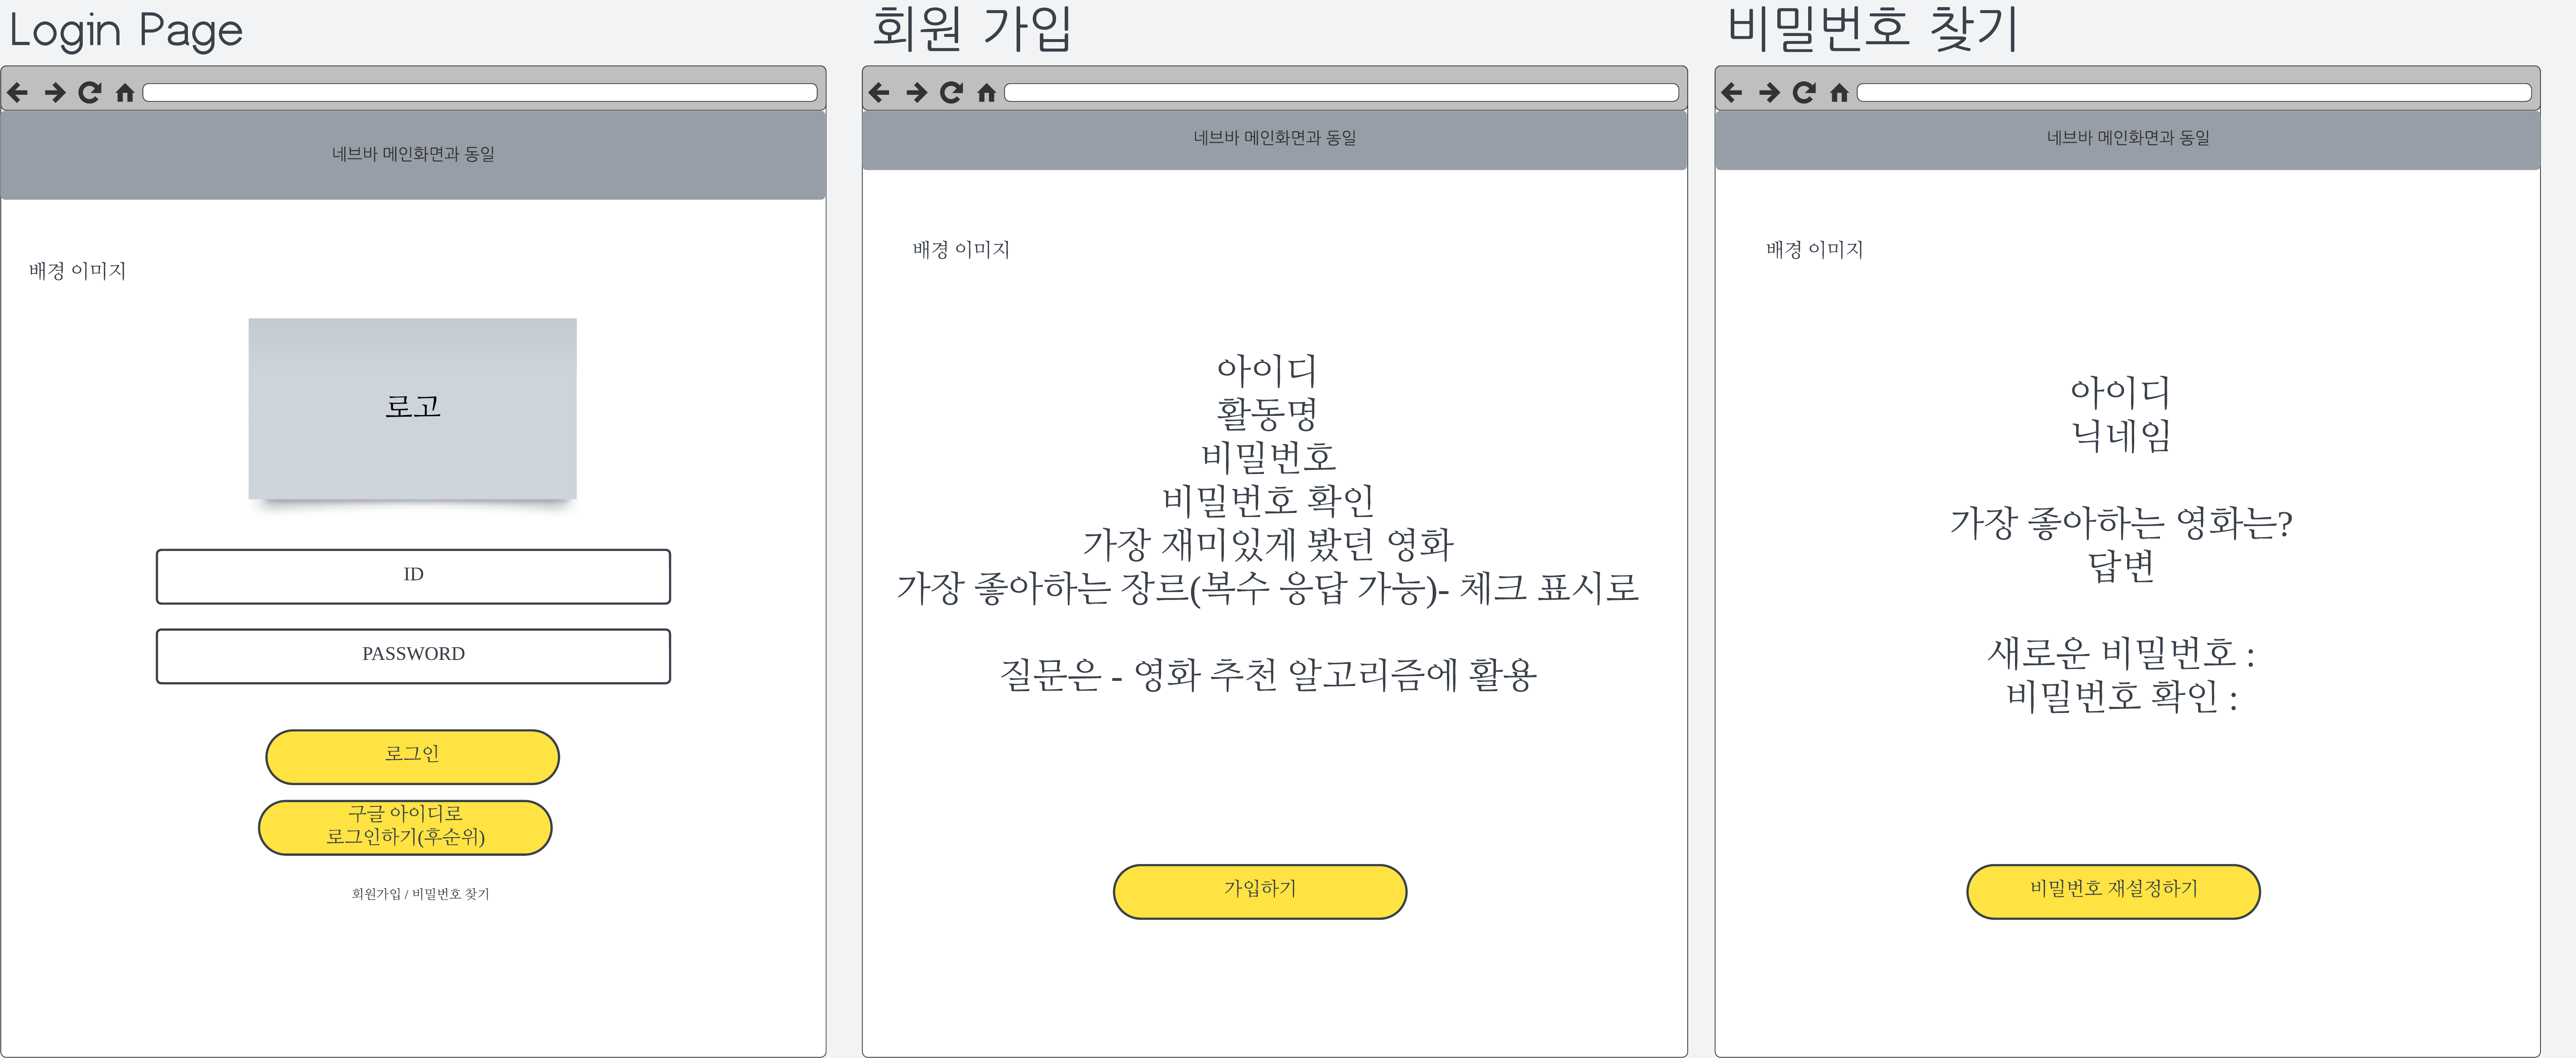 Login Page
네브바 메인화면과 동일
배경 이미지
로고
ID
PASSWORD
로그인
구글 아이디로
로그인하기(후순위)
회원가입 / 비밀번호 찾기
회원 가입
네브바 메인화면과 동일
배경 이미지
아이디
활동명
비밀번호
비밀번호 확인
가장 재미있게 봤던 영화
가장 좋아하는 장르(복수 응답 가능)- 체크 표시로
질문은 - 영화 추천 알고리즘에 활용
가입하기
비밀번호 찾기
네브바 메인화면과 동일
배경 이미지
아이디
닉네임
가장 좋아하는 영화는?
답변
새로운 비밀번호 :
비밀번호 확인 :
비밀번호 재설정하기